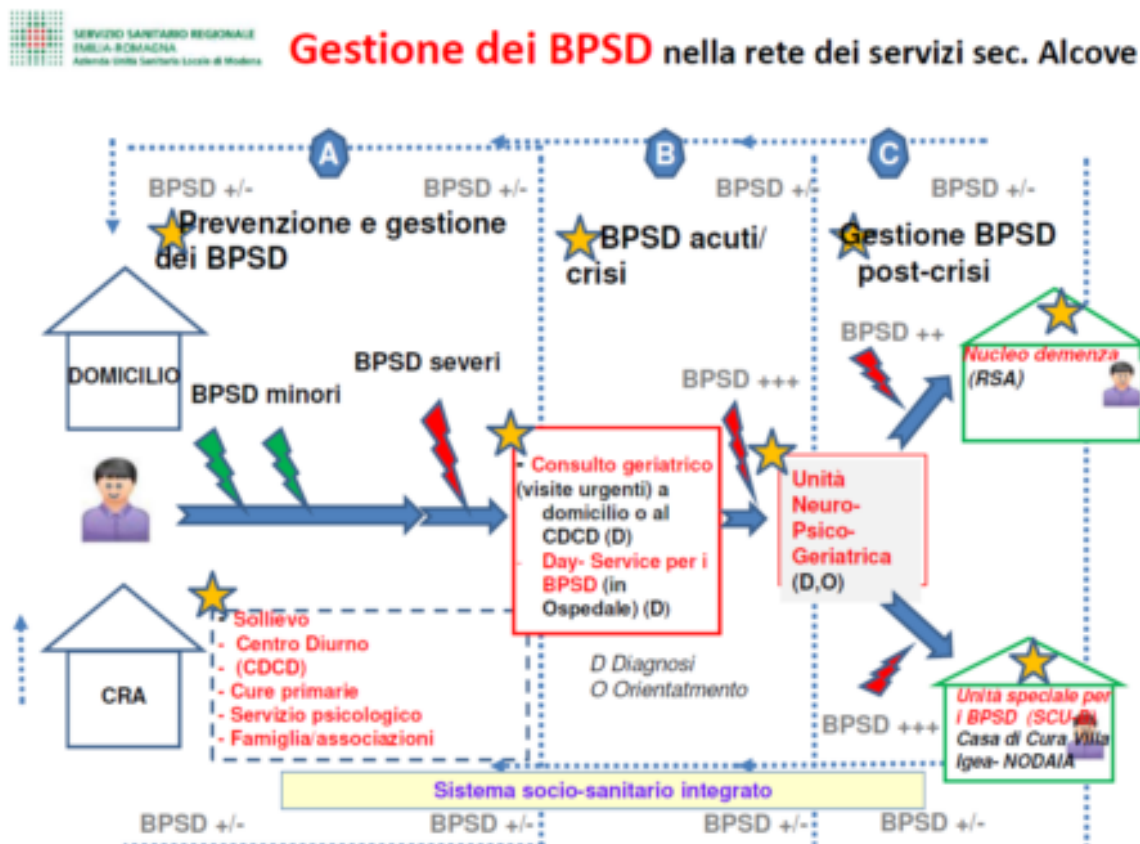 SERVIZIO SANITARIO REGIONALE
EMILIA-ROMAGNA
Azienda Unità Sanitaria Locale di Modena
Gestione dei BPSD nella rete dei servizi sec. Alcove
A
B
C
BPSD +/-
BPSD +/-
BPSD +/-
BPSD +/-
Prevenzione e gestione
dei BPSD
BPSD acuti/
crisi
Gestione BPSD
post-crisi
DOMICILIO
BPSD minori
BPSD severi
BPSD +++
BPSD ++
Nucleo demenza
(RSA)
- Consulto geriatrico
(visite urgenti) a
domicilio o al
CDCD (D)
- Day- Service per i
BPSD (in
Ospedale) (D)
Unità
Neuro-
Psico-
Geriatrica
(D,O)
CRA
- Sollievo
- Centro Diurno
- (CDCD)
- Cure primarie
- Servizio psicologico
- Famiglia/associazioni
D Diagnosi
O Orientatmento
BPSD +++
Unità speciale per
i BPSD (SCU-B)
Casa di Cura Villa
Igea- NODAIA
Sistema socio-sanitario integrato
BPSD +/-
BPSD +/-
BPSD +/-
BPSD +/-